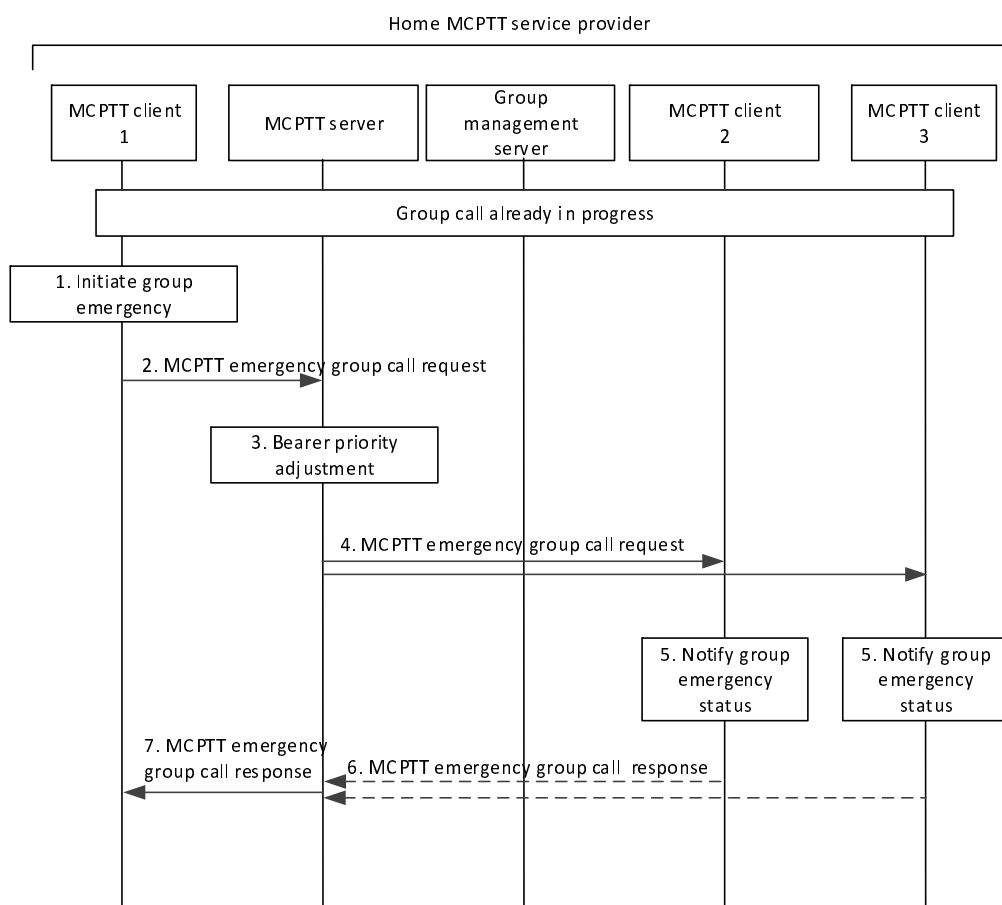 Home MCPTT service provider
MCPTT client
1
MCPTT server
Group
management
server
MCPTT client
2
MCPTT client
3
Group call already in progress
1. Initiate group
emergency
2. MCPTT emergency group call request
3. Bearer priority
adjustment
4. MCPTT emergency group call request
5. Notify group
emergency
status
5. Notify group
emergency
status
7. MCPTT emergency
group call response
6. MCPTT emergency group call response